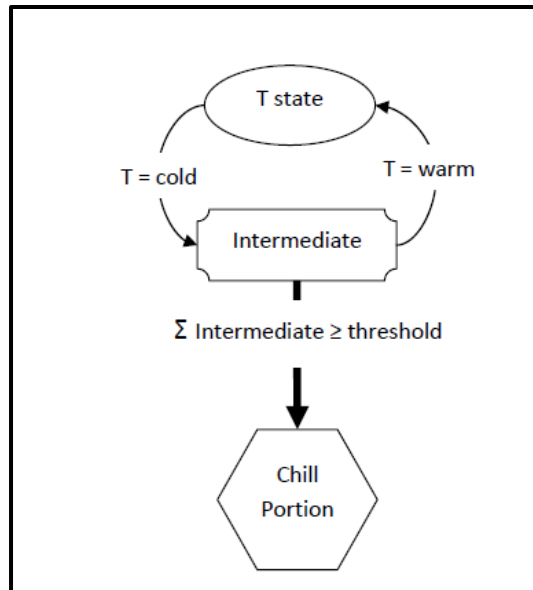 T state
T = cold
T = warm
Intermediate
Σ Intermediate ≥ threshold
Chill
Portion